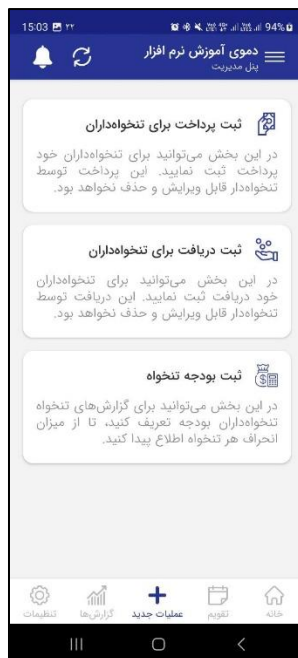 15:03 ۲۲ 94%
دموی آموزش نرم افزار
پنل مدیریت
ثبت پرداخت برای تنخواه‌داران
در این بخش می‌توانید برای تنخواه‌داران خود
پرداخت ثبت نمایید. این پرداخت توسط
تنخواه‌دار قابل ویرایش و حذف نخواهد بود.
ثبت دریافت برای تنخواه‌داران
در این بخش می‌توانید برای تنخواه‌داران
خود دریافت ثبت نمایید. این دریافت توسط
تنخواه‌دار قابل ویرایش و حذف نخواهد بود.
ثبت بودجه تنخواه
در این بخش می‌توانید برای گزارش‌های تنخواه
تنخواه‌داران بودجه تعریف کنید، تا از میزان
انحراف هر تنخواه اطلاع پیدا کنید.
خانه تقویم عملیات جدید گزارش‌ها تنظیمات